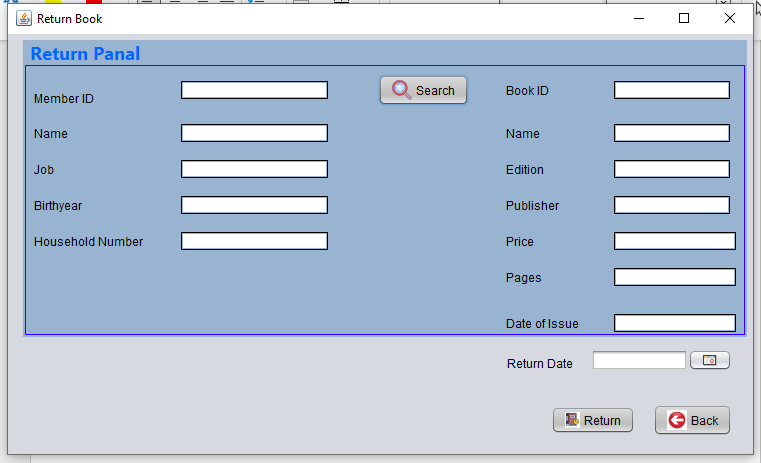 Return Book
Return Panal
Member ID
Search
Book ID
Name
Name
Job
Edition
Birthyear
Publisher
Household Number
Price
Pages
Date of Issue
Return Date
Return
Back